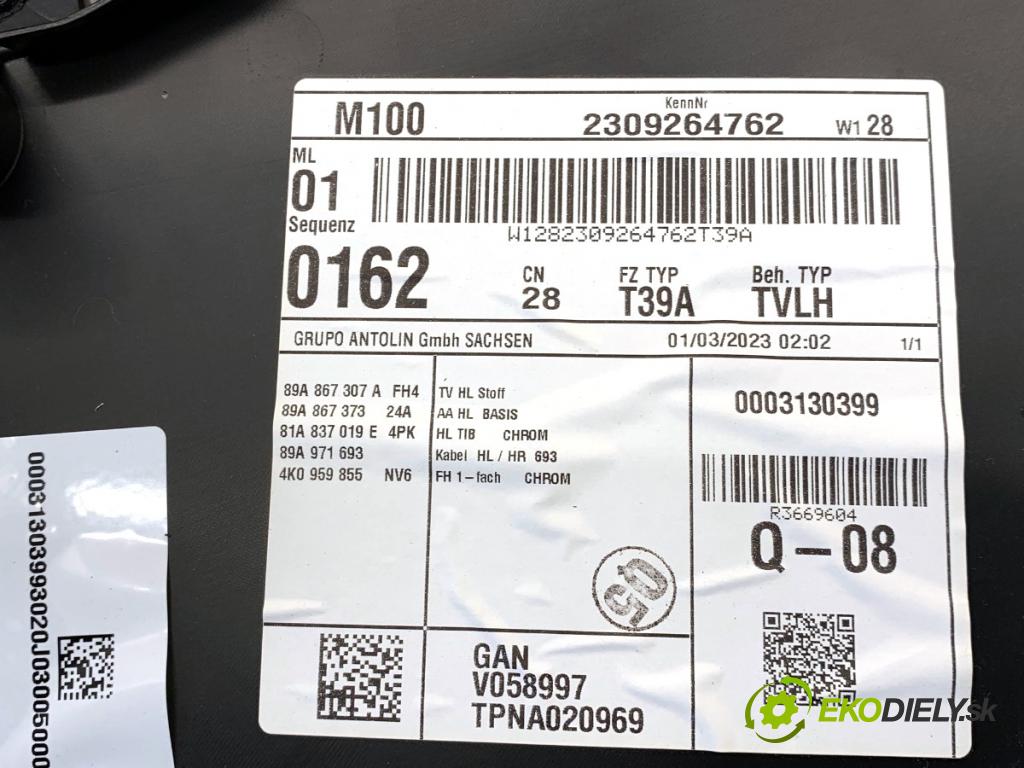 M100
KennNr
2309264762
W1 28
ML
01
W1282309264762T39A
Sequenz
0162
CN
28
FZ TYP
T39A
Beh. TYP
TVLH
GRUPO ANTOLIN Gmbh SACHSEN
01/03/2023 02:02
1/1
89A 867 307 A FH4 TV HL Stoff
89A 867 373 24A AA HL BASIS
81A 837 019 E 4PK HL TIB CHROM
89A 971 693 Kabel HL / HR 693
4K0 959 855 NV6 FH 1-fach CHROM
0003130399
R3669604
Q - 08
05
GAN
V058997
TPNA020969
00031303993020J03005000
EKODIELY.sk